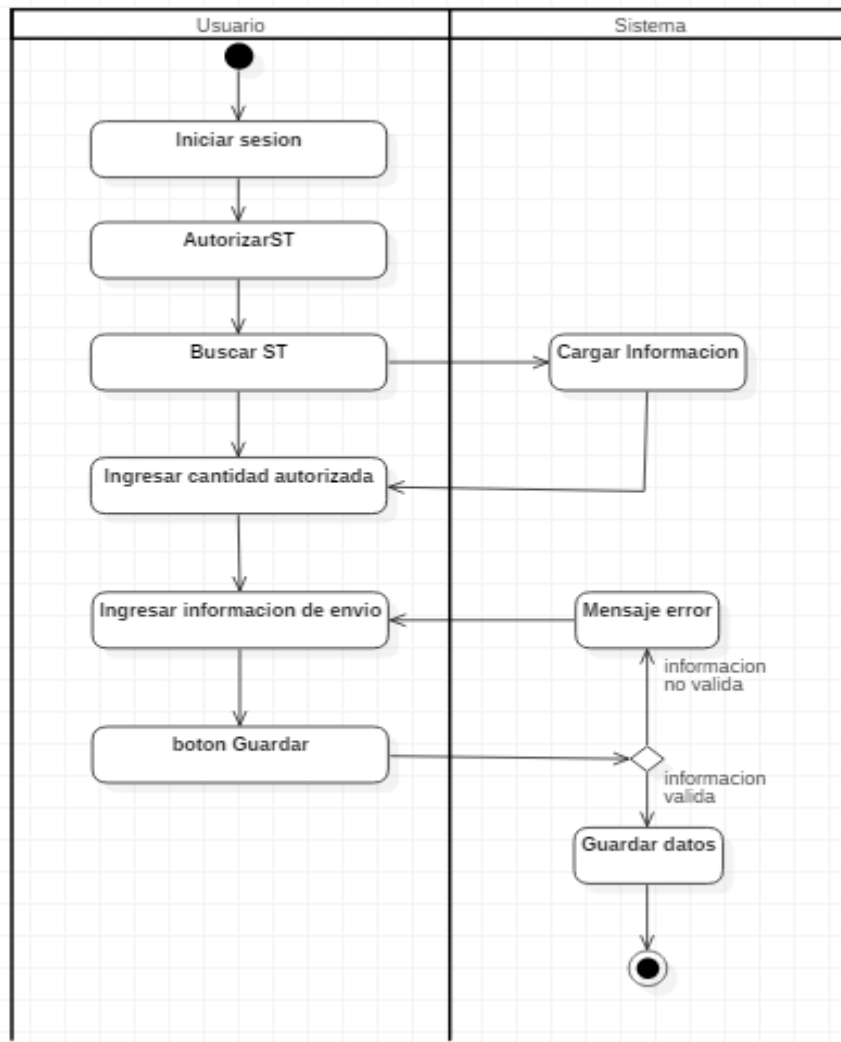 Usuario
Sistema
Iniciar sesion
AutorizarST
Buscar ST
Cargar Informacion
Ingresar cantidad autorizada
Ingresar informacion de envio
Mensaje error
informacion
no valida
boton Guardar
informacion
valida
Guardar datos